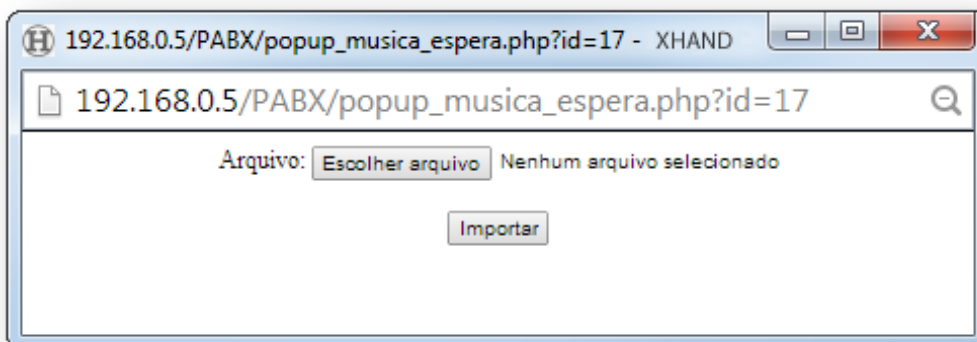 192.168.0.5/PABX/popup_musica_espera.php?id=17 - XHAND
192.168.0.5/PABX/popup_musica_espera.php?id=17
Arquivo: Escolher arquivo Nenhum arquivo selecionado
Importar